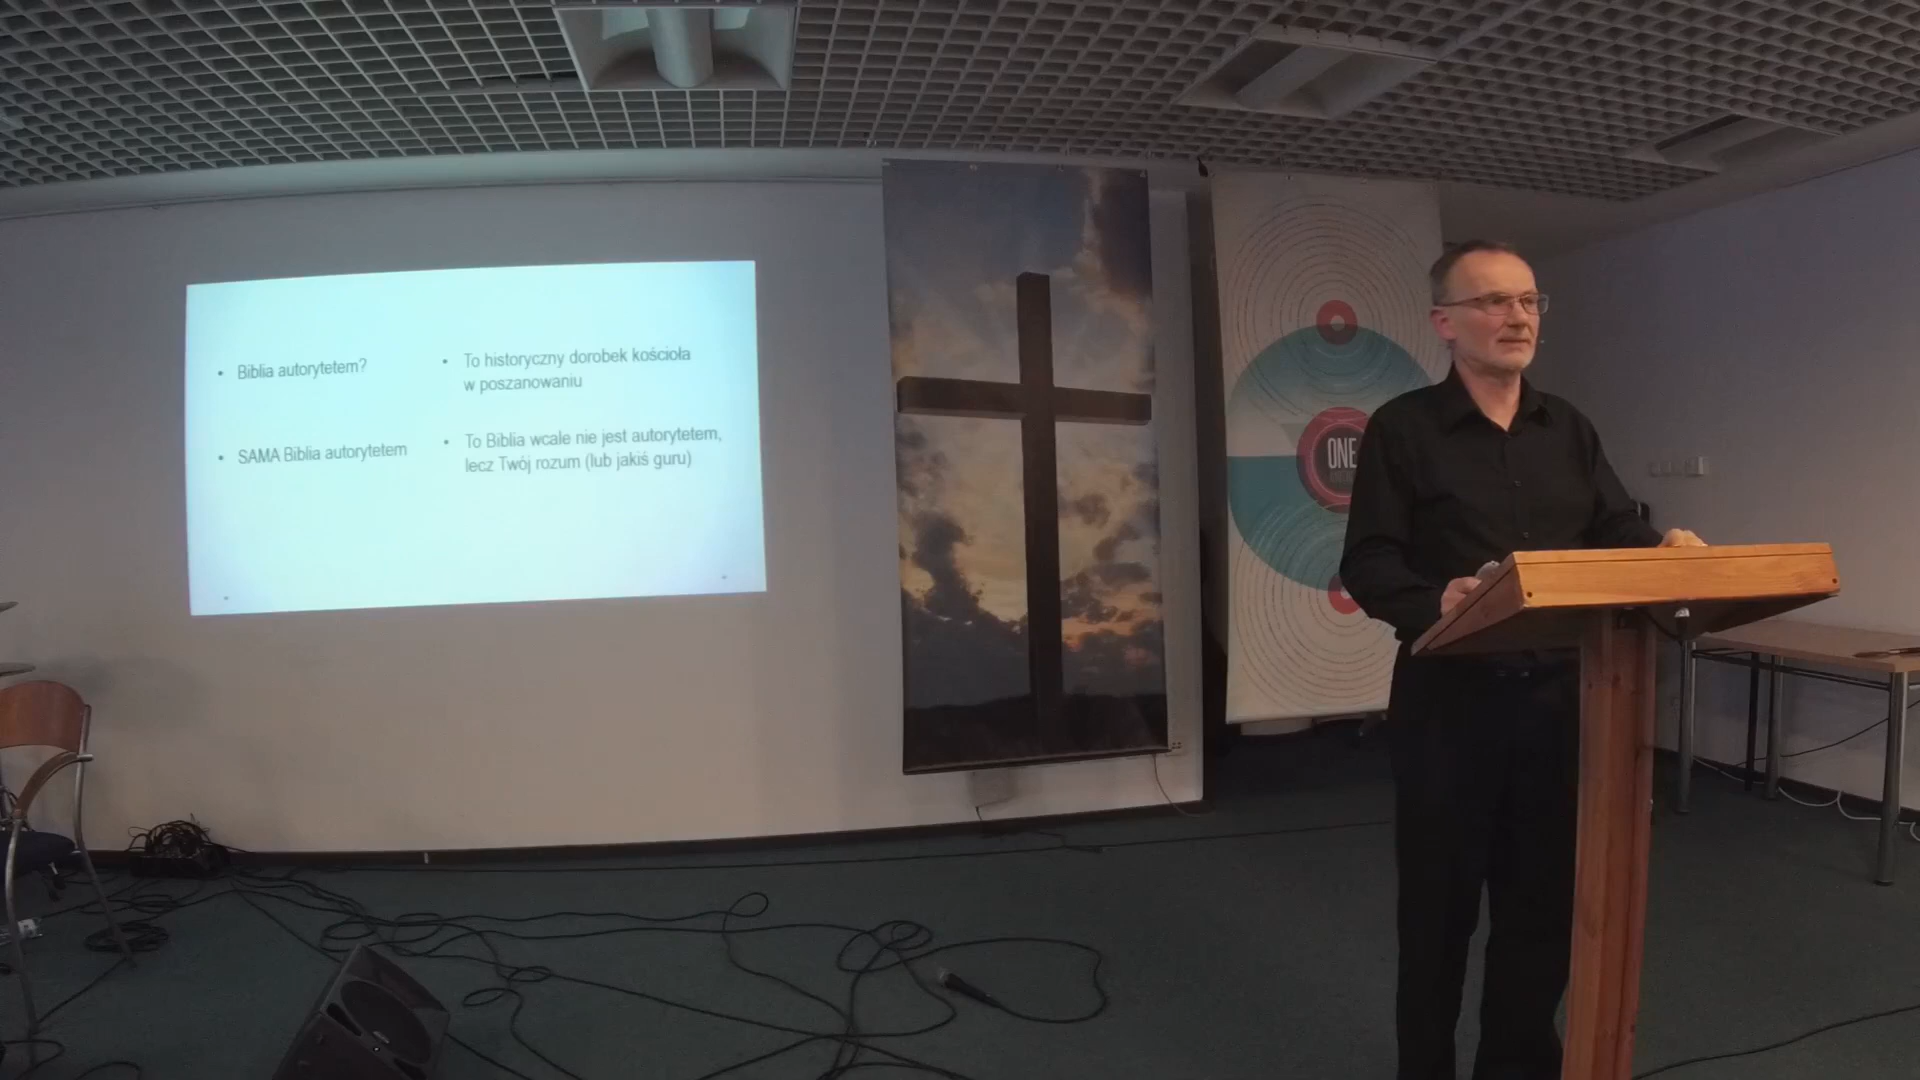 • Biblia autorytetem?
• To historyczny dorobek kościoła
w poszanowaniu
• SAMA Biblia autorytetem
• To Biblia wcale nie jest autorytetem,
lecz Twój rozum (lub jakiś guru)
ONE